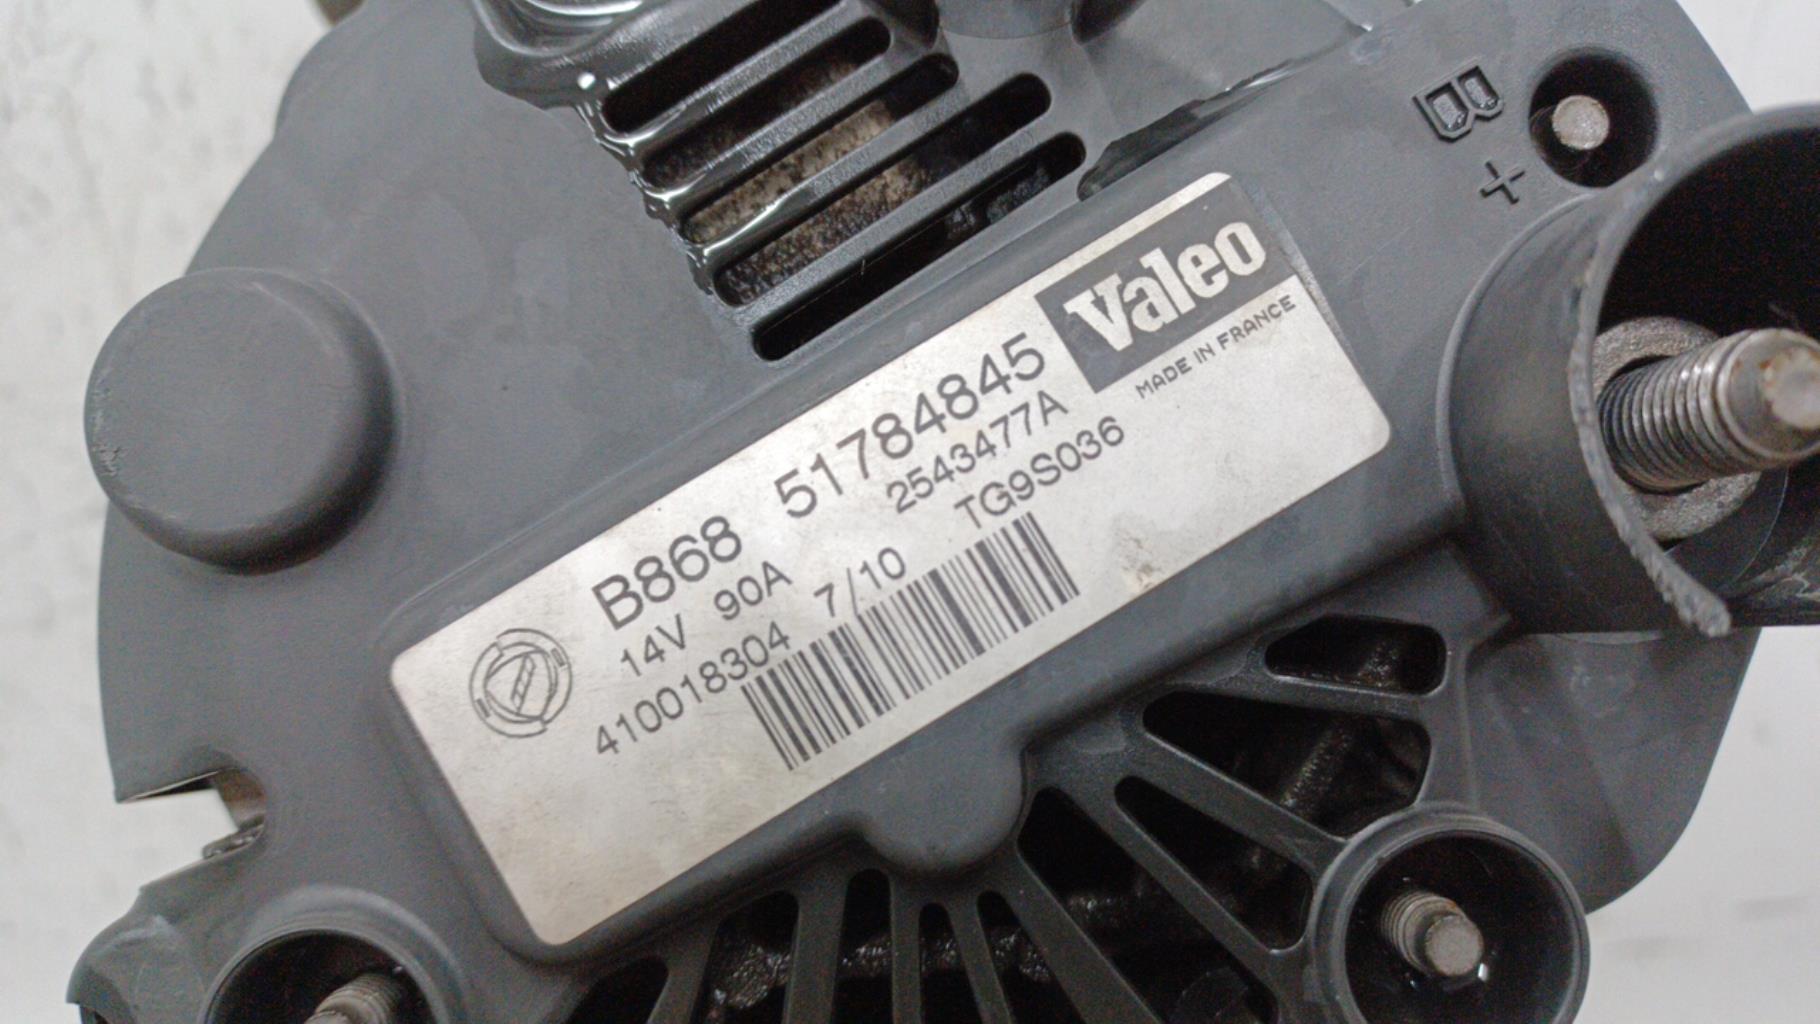 B+
Valeo
MADE IN FRANCE
B868 51784845
14V 90A 2543477A
410018304 7/10 TG9S036